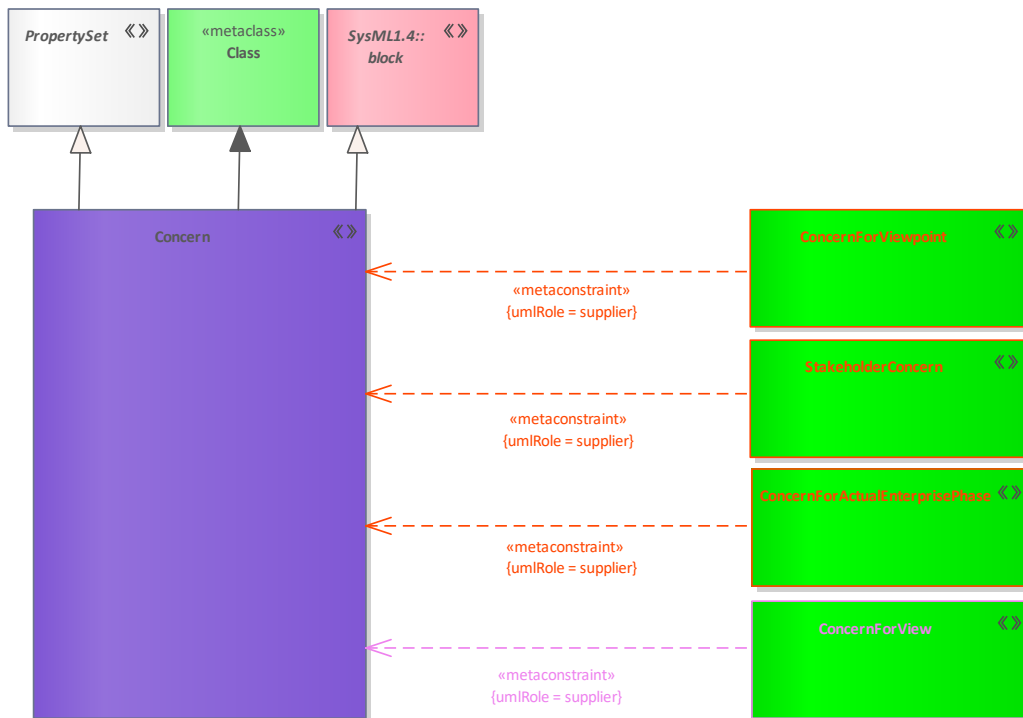 PropertySet «»
«metaclass»
Class
SysML1.4:: «»
block
Concern «»
ConcernForViewpoint «»
«metaconstraint»
{umlRole = supplier}
StakeholderConcern «»
«metaconstraint»
{umlRole = supplier}
ConcernForActualEnterprisePhase «»
«metaconstraint»
{umlRole = supplier}
ConcernForView «»
«metaconstraint»
{umlRole = supplier}